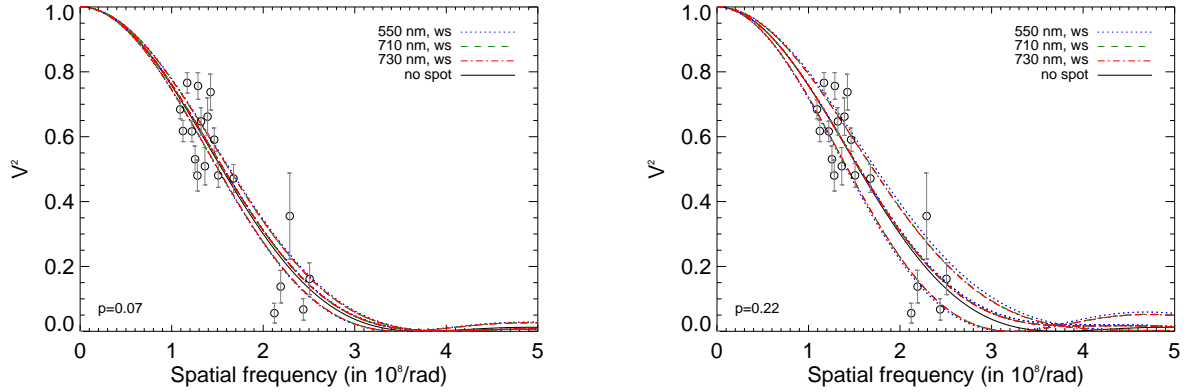 1.0
0.8
0.6
0.4
0.2
0.0
V²
550 nm, ws
710 nm, ws
730 nm, ws
no spot
p=0.07
0 1 2 3 4 5
Spatial frequency (in 10⁸/rad)
1.0
0.8
0.6
0.4
0.2
0.0
V²
550 nm, ws
710 nm, ws
730 nm, ws
no spot
p=0.22
0 1 2 3 4 5
Spatial frequency (in 10⁸/rad)